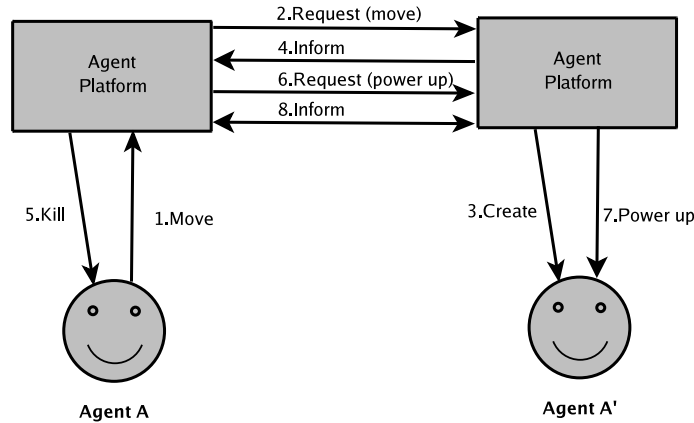 2.Request (move)
Agent
Platform
4.Inform
Agent
Platform
6.Request (power up)
8.Inform
5.Kill
1.Move
3.Create
7.Power up
Agent A
Agent A'